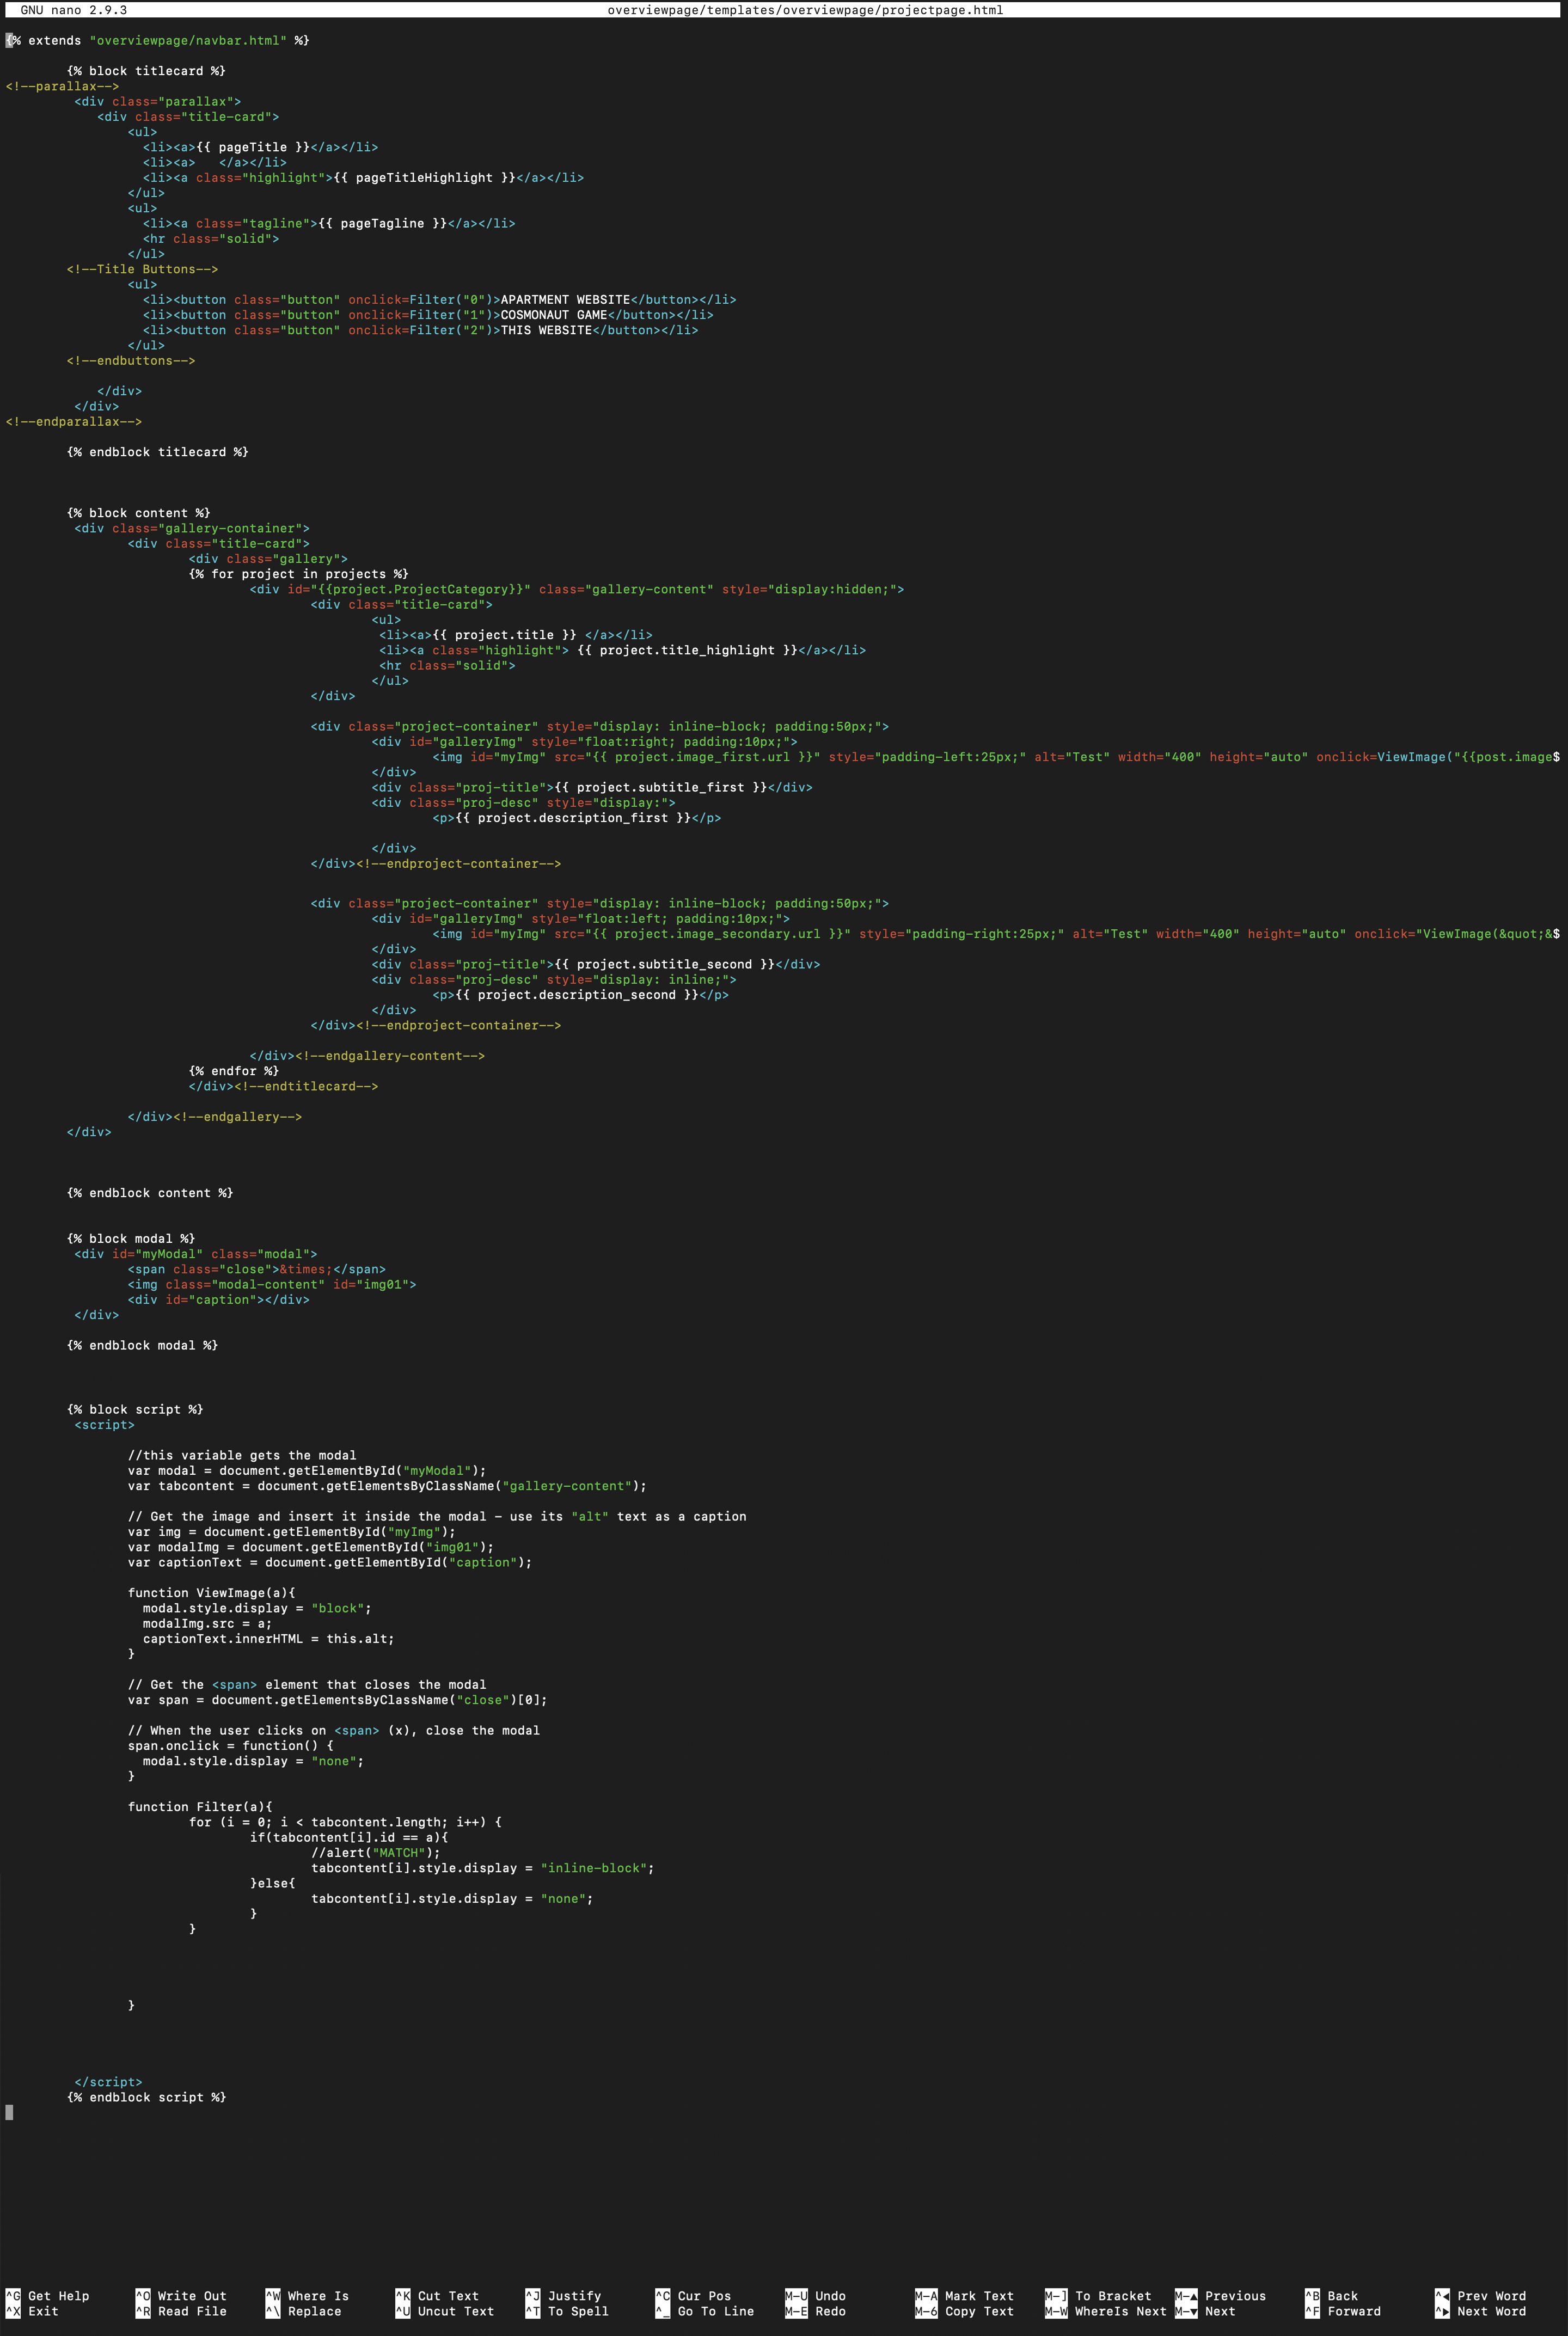 GNU nano 2.9.3 overviewpage/templates/overviewpage/projectpage.html
{% extends "overviewpage/navbar.html" %}
{% block titlecard %}
<!--parallax-->
<div class="parallax">
<div class="title-card">
<ul>
<li><a>{{ pageTitle }}</a></li>
<li><a>   </a></li>
<li><a class="highlight">{{ pageTitleHighlight }}</a></li>
</ul>
<ul>
<li><a class="tagline">{{ pageTagline }}</a></li>
<hr class="solid">
</ul>
<!--Title Buttons-->
<ul>
<li><button class="button" onclick=Filter("0")>APARTMENT WEBSITE</button></li>
<li><button class="button" onclick=Filter("1")>COSMONAUT GAME</button></li>
<li><button class="button" onclick=Filter("2")>THIS WEBSITE</button></li>
</ul>
<!--endbuttons-->
</div>
</div>
<!--endparallax-->
{% endblock titlecard %}
{% block content %}
<div class="gallery-container">
<div class="title-card">
<div class="gallery">
{% for project in projects %}
<div id="{{project.ProjectCategory}}" class="gallery-content" style="display:hidden;">
<div class="title-card">
<ul>
<li><a>{{ project.title }} </a></li>
<li><a class="highlight"> {{ project.title_highlight }}</a></li>
<hr class="solid">
</ul>
</div>
<div class="project-container" style="display: inline-block; padding:50px;">
<div id="galleryImg" style="float:right; padding:10px;">
<img id="myImg" src="{{ project.image_first.url }}" style="padding-left:25px;" alt="Test" width="400" height="auto" onclick=ViewImage("{{post.image$
</div>
<div class="proj-title">{{ project.subtitle_first }}</div>
<div class="proj-desc" style="display:">
<p>{{ project.description_first }}</p>
</div>
</div><!--endproject-container-->
<div class="project-container" style="display: inline-block; padding:50px;">
<div id="galleryImg" style="float:left; padding:10px;">
<img id="myImg" src="{{ project.image_secondary.url }}" style="padding-right:25px;" alt="Test" width="400" height="auto" onclick="ViewImage(&quot;&$
</div>
<div class="proj-title">{{ project.subtitle_second }}</div>
<div class="proj-desc" style="display: inline;">
<p>{{ project.description_second }}</p>
</div>
</div><!--endproject-container-->
</div><!--endgallery-content-->
{% endfor %}
</div><!--endtitlecard-->
</div><!--endgallery-->
</div>
{% endblock content %}
{% block modal %}
<div id="myModal" class="modal">
<span class="close">&times;</span>
<img class="modal-content" id="img01">
<div id="caption"></div>
</div>
{% endblock modal %}
{% block script %}
<script>
//this variable gets the modal
var modal = document.getElementById("myModal");
var tabcontent = document.getElementsByClassName("gallery-content");
// Get the image and insert it inside the modal - use its "alt" text as a caption
var img = document.getElementById("myImg");
var modalImg = document.getElementById("img01");
var captionText = document.getElementById("caption");
function ViewImage(a){
modal.style.display = "block";
modalImg.src = a;
captionText.innerHTML = this.alt;
}
// Get the <span> element that closes the modal
var span = document.getElementsByClassName("close")[0];
// When the user clicks on <span> (x), close the modal
span.onclick = function() {
modal.style.display = "none";
}
function Filter(a){
for (i = 0; i < tabcontent.length; i++) {
if(tabcontent[i].id == a){
//alert("MATCH");
tabcontent[i].style.display = "inline-block";
}else{
tabcontent[i].style.display = "none";
}
}
}
</script>
{% endblock script %}
^G Get Help ^O Write Out ^W Where Is ^K Cut Text ^J Justify ^C Cur Pos M-U Undo M-A Mark Text M-] To Bracket M-▲ Previous ^B Back ^◀ Prev Word
^X Exit ^R Read File ^\ Replace ^U Uncut Text ^T To Spell ^_ Go To Line M-E Redo M-6 Copy Text M-W WhereIs Next M-▼ Next ^F Forward ^▶ Next Word